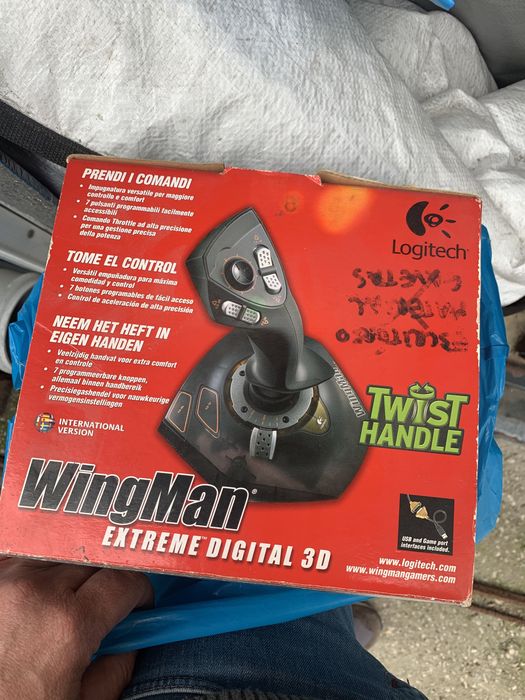 PRENDI I COMANDI
• Impugnatura versatile per maggiore
controllo e comfort
• 7 pulsanti programmabili facilmente
accessibili
• Comando Throttle ad alta precisione
per una gestione precisa
della potenza
TOME EL CONTROL
• Versátil empuñadura para máxima
comodidad y control
• 7 botones programables de fácil acceso
• Control de aceleración de alta precisión
NEEM HET HEFT IN
EIGEN HANDEN
• Veelzijdig handvat voor extra comfort
en controle
• 7 programmeerbare knoppen,
allemaal binnen handbereik
• Precisiegashendel voor nauwkeurige
vermogensinstellingen
INTERNATIONAL
VERSION
Logitech
TWIST
HANDLE
WingMan®
EXTREME™ DIGITAL 3D
USB and Game port
interfaces included.
www.logitech.com
www.wingmangamers.com